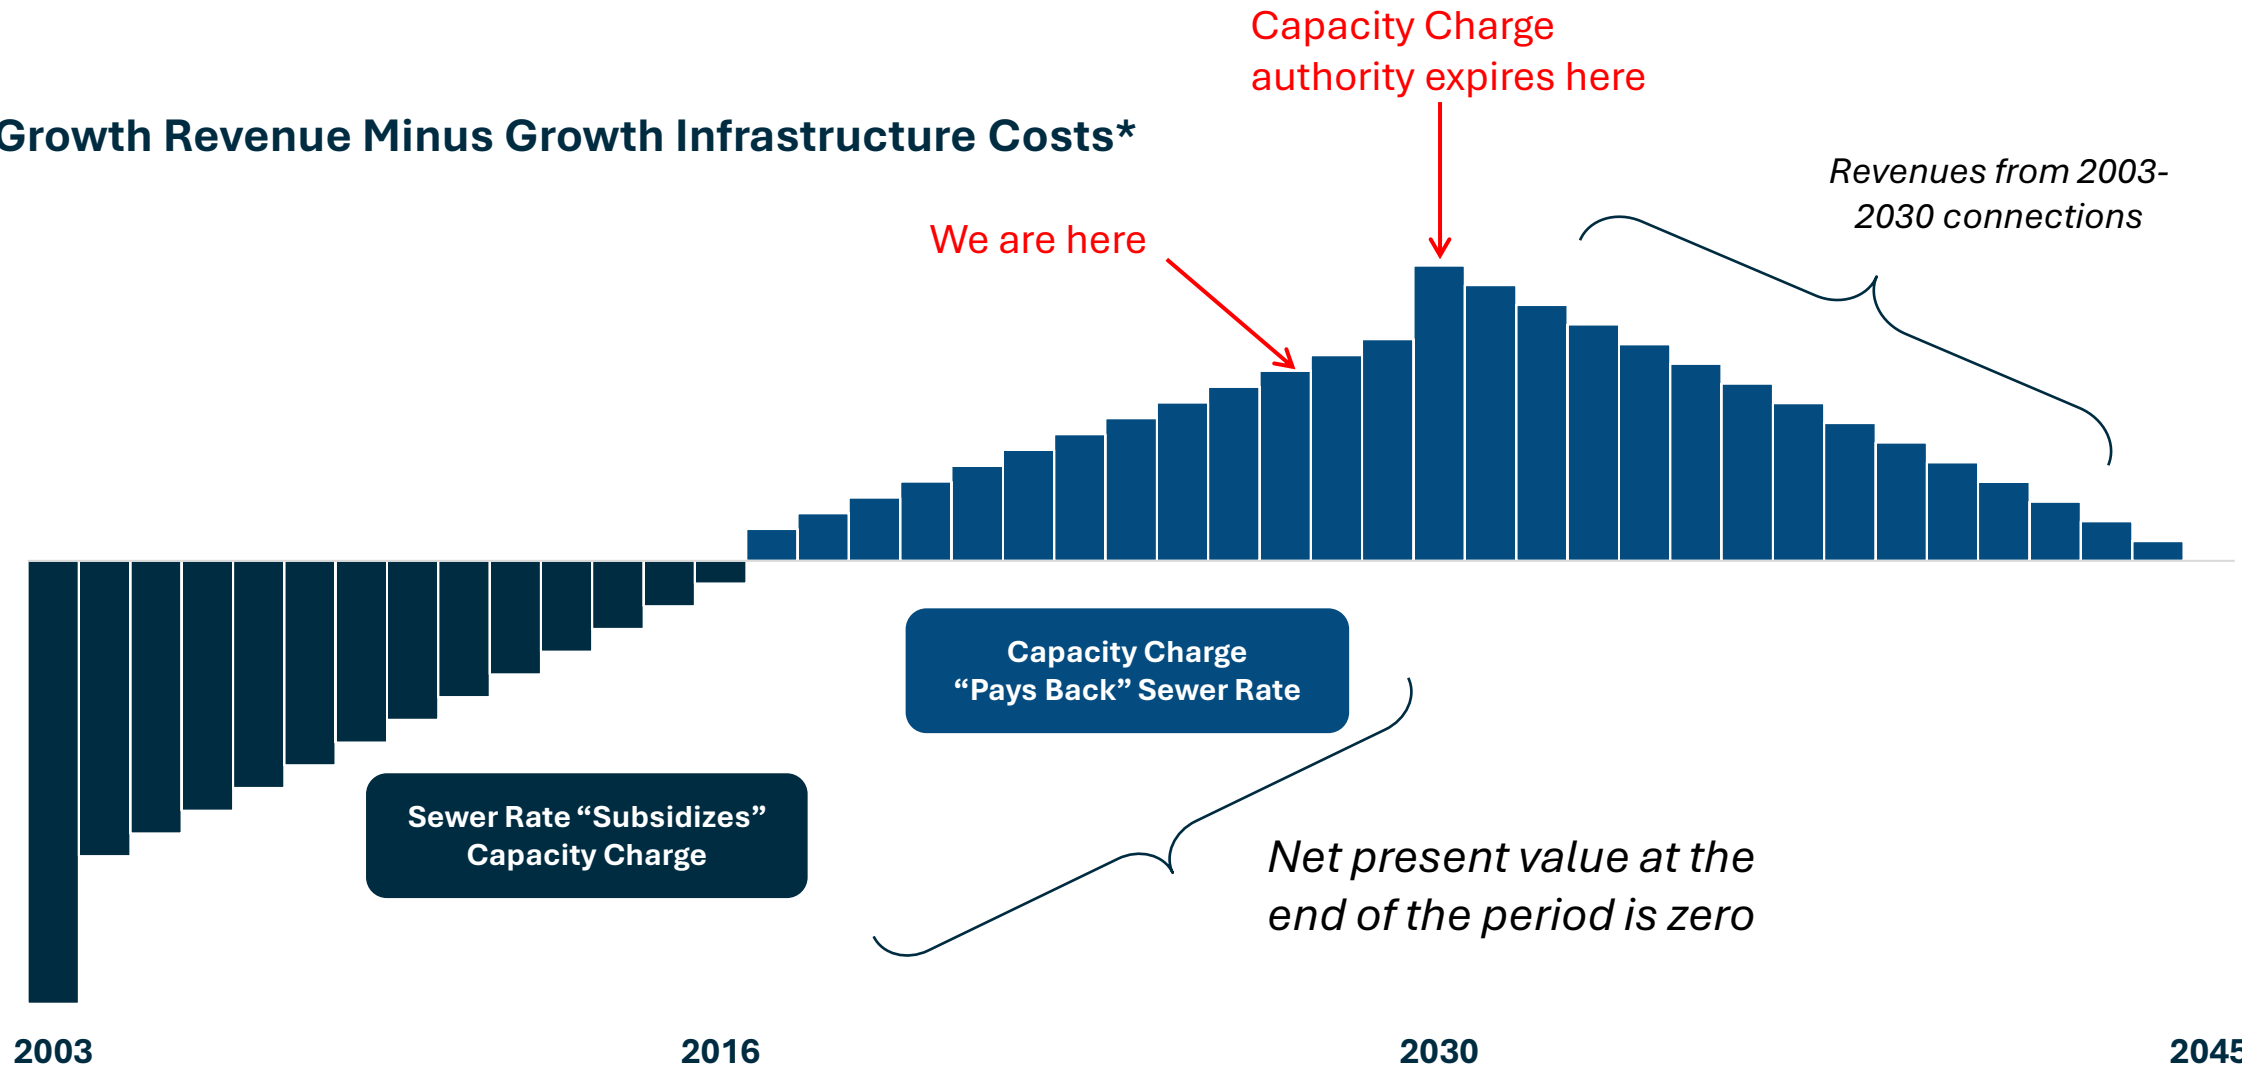 Capacity Charge
authority expires here
Growth Revenue Minus Growth Infrastructure Costs*
Revenues from 2003-
2030 connections
We are here
Capacity Charge
“Pays Back” Sewer Rate
Sewer Rate “Subsidizes”
Capacity Charge
Net present value at the
end of the period is zero
2003
2016
2030
2045